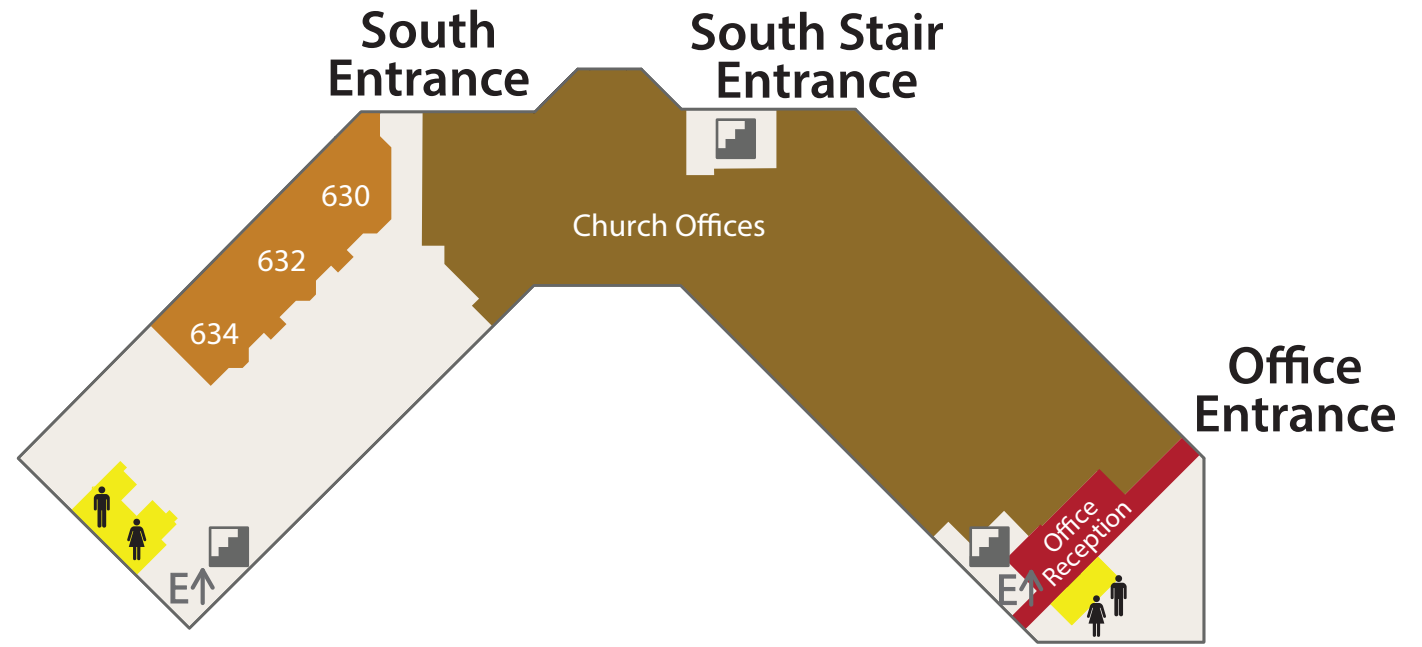 South
Entrance
South Stair
Entrance
630
Church Offices
632
634
Office
Entrance
Office
Reception
E
E